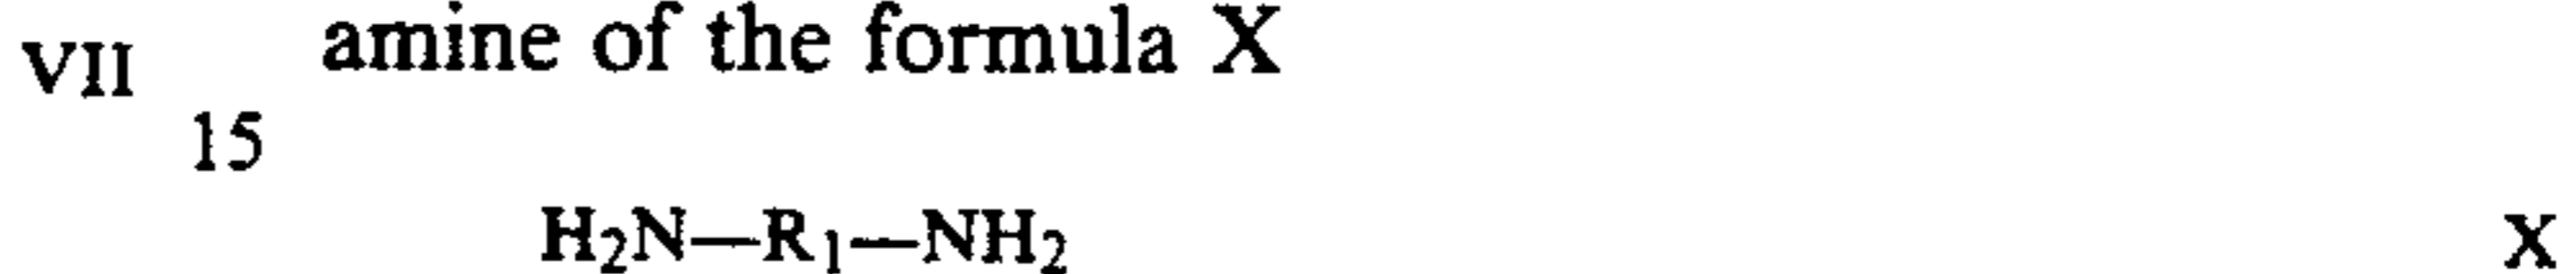 VII
amine of the formula X
15
H₂N—R₁—NH₂ X